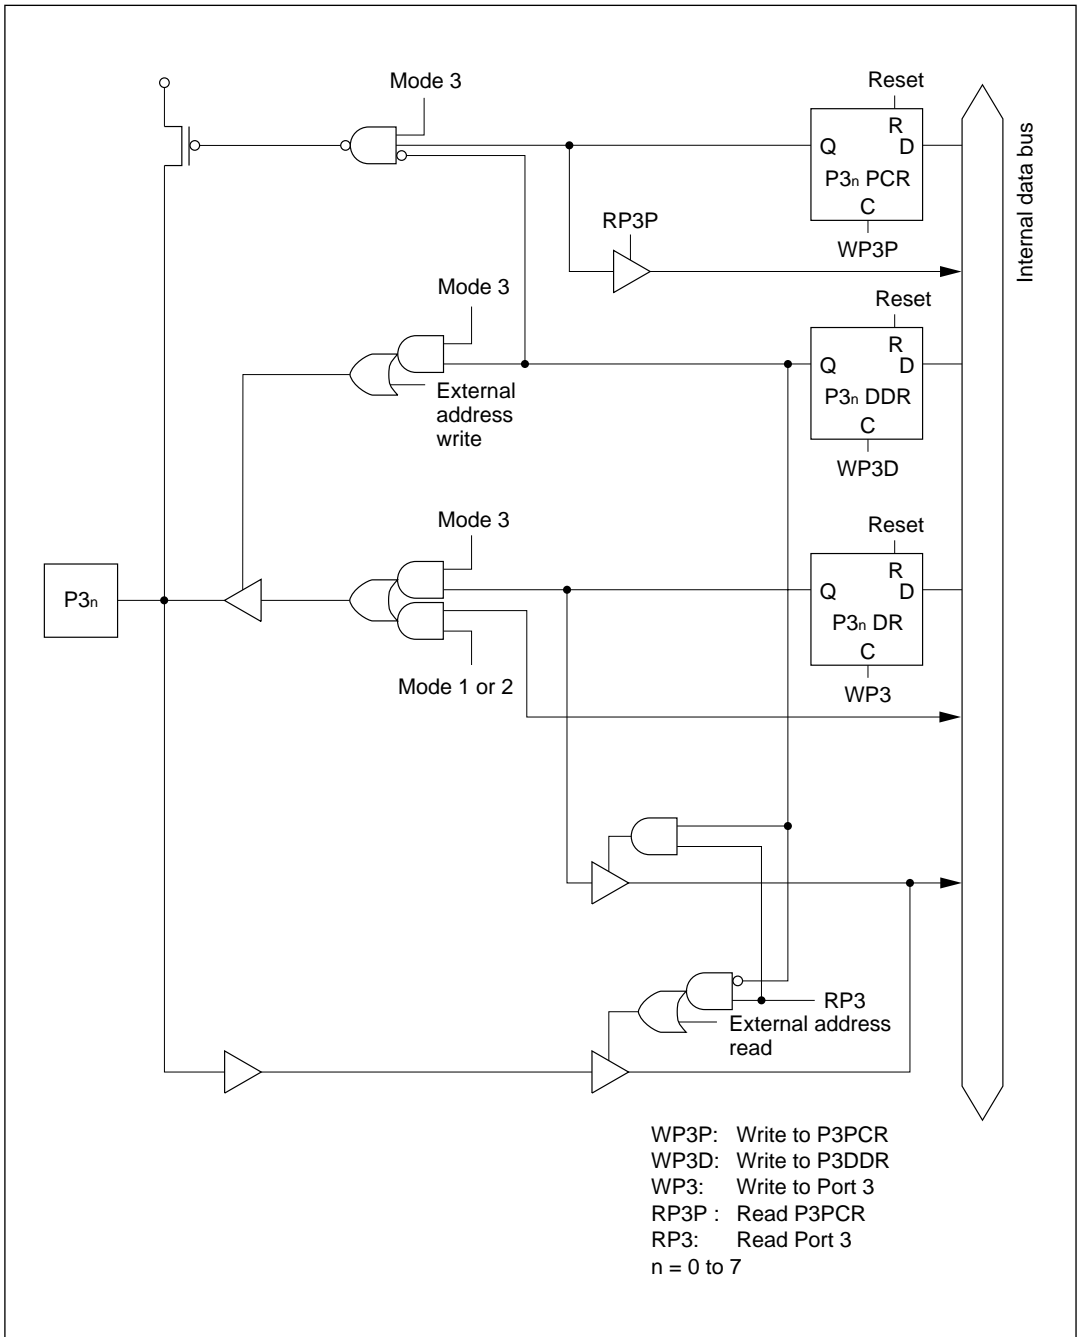 Mode 3
Reset
R
Q D
P3n PCR
C
WP3P
Internal data bus
RP3P
Mode 3
Reset
R
Q D
P3n DDR
C
WP3D
External
address
write
Mode 3
Reset
R
Q D
P3n DR
C
WP3
P3n
Mode 1 or 2
RP3
External address
read
WP3P: Write to P3PCR
WP3D: Write to P3DDR
WP3: Write to Port 3
RP3P : Read P3PCR
RP3: Read Port 3
n = 0 to 7